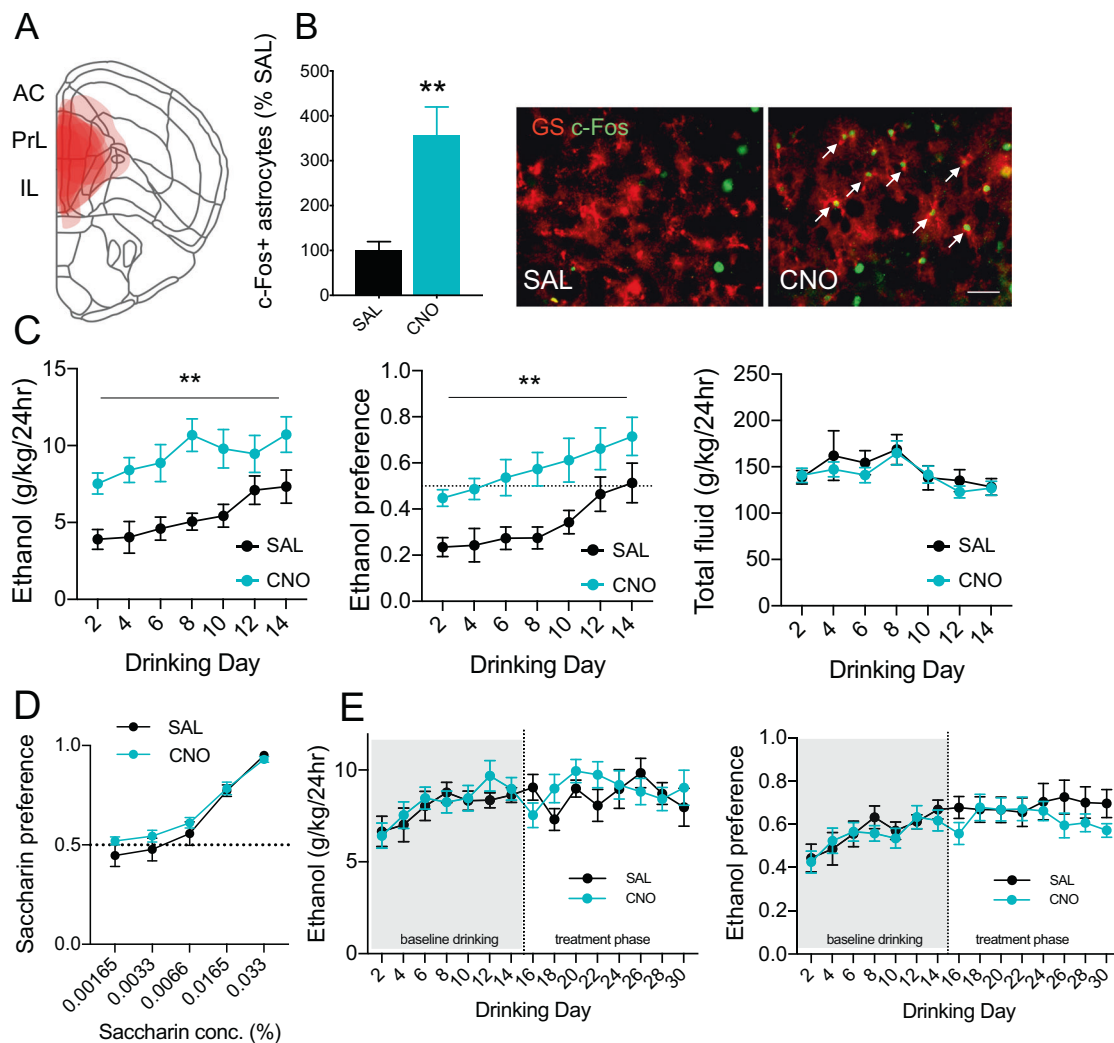 A
AC
PrL
IL
B
c-Fos+ astrocytes (% SAL)
500
400
300
200
100
0
**
SAL
CNO
GS c-Fos
SAL
CNO
C
Ethanol (g/kg/24hr)
15
10
5
0
**
SAL
CNO
2 4 6 8 10 12 14
Drinking Day
Ethanol preference
1.0
0.8
0.6
0.4
0.2
0.0
**
SAL
CNO
2 4 6 8 10 12 14
Drinking Day
Total fluid (g/kg/24hr)
250
200
150
100
50
0
SAL
CNO
2 4 6 8 10 12 14
Drinking Day
D
SAL
CNO
Saccharin preference
1.0
0.5
0.0
0.00165 0.0033 0.0066 0.0165 0.033
Saccharin conc. (%)
E
Ethanol (g/kg/24hr)
10
5
0
SAL
CNO
baseline drinking
treatment phase
2 4 6 8 10 12 14 16 18 20 22 24 26 28 30
Drinking Day
Ethanol preference
1.0
0.8
0.6
0.4
0.2
0.0
SAL
CNO
baseline drinking
treatment phase
2 4 6 8 10 12 14 16 18 20 22 24 26 28 30
Drinking Day